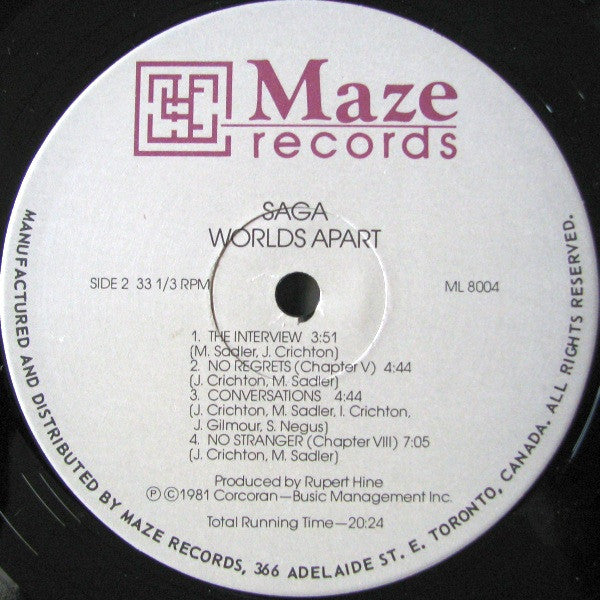 Maze
records
SAGA
WORLDS APART
SIDE 2 33 1/3 RPM
ML 8004
1. THE INTERVIEW 3:51
(M. Sadler, J. Crichton)
2. NO REGRETS (Chapter V) 4:44
(J. Crichton, M. Sadler)
3. CONVERSATIONS 4:44
(J. Crichton, M. Sadler, I. Crichton,
J. Gilmour, S. Negus)
4. NO STRANGER (Chapter VIII) 7:05
(J. Crichton, M. Sadler)
Produced by Rupert Hine
Ⓟ©1981 Corcoran—Busic Management Inc.
Total Running Time—20:24
MANUFACTURED AND DISTRIBUTED BY MAZE RECORDS, 366 ADELAIDE ST. E. TORONTO, CANADA. ALL RIGHTS RESERVED.